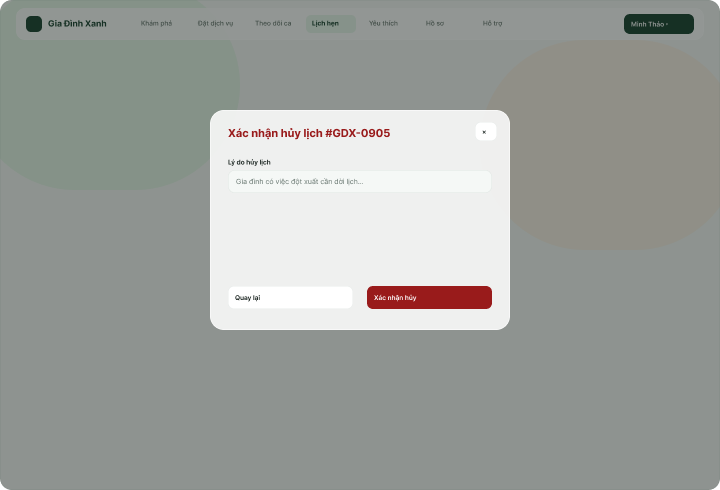 Gia Đình Xanh Khám phá Đặt dịch vụ Theo dõi ca Lịch hẹn Yêu thích Hồ sơ Hỗ trợ Minh Thảo
Xác nhận hủy lịch #GDX-0905 ×
Lý do hủy lịch
Gia đình có việc đột xuất cần dời lịch...
Quay lại Xác nhận hủy